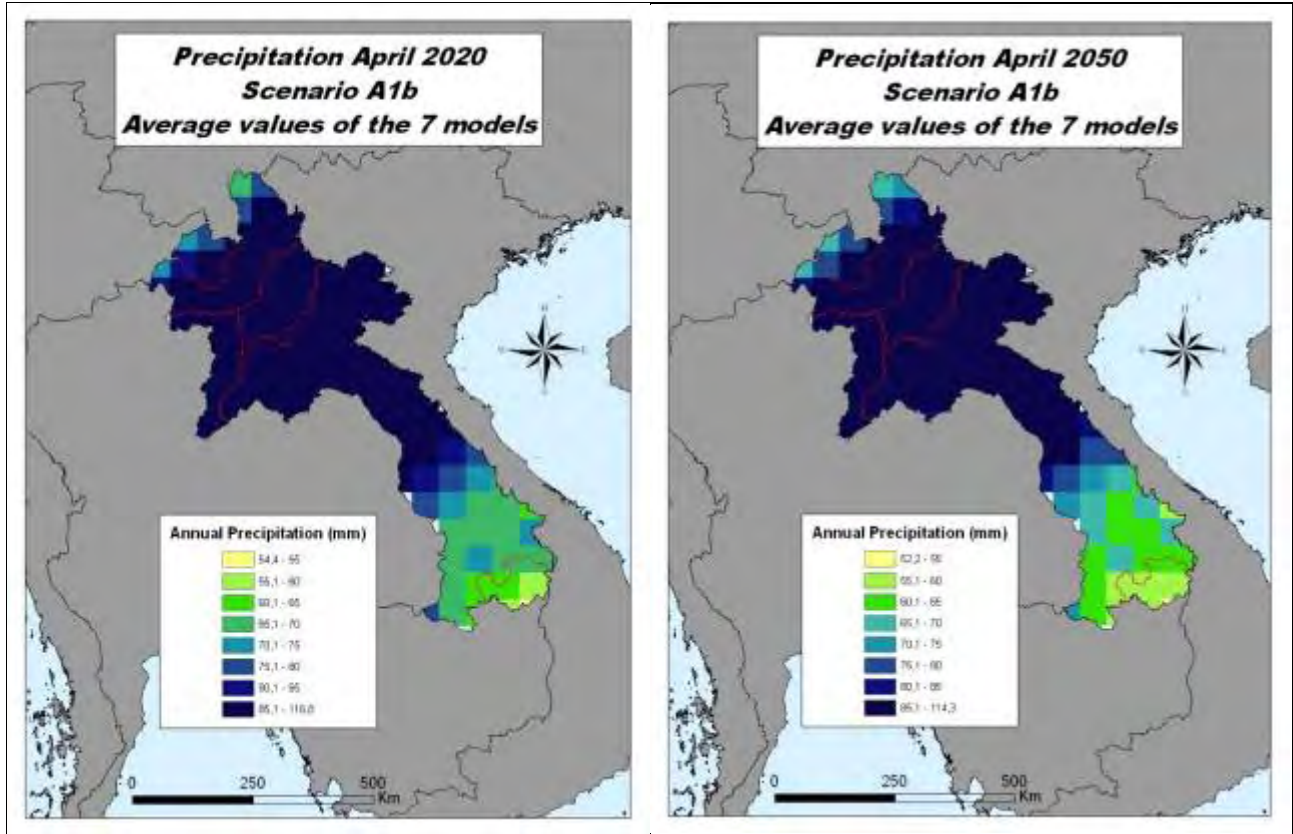 Precipitation April 2020
Scenario A1b
Average values of the 7 models
Annual Precipitation (mm)
54,4 - 55
55,1 - 60
60,1 - 65
65,1 - 70
70,1 - 75
75,1 - 80
80,1 - 85
0 250 500
Km
Precipitation April 2050
Scenario A1b
Average values of the 7 models
Annual Precipitation (mm)
52,2 - 55
55,1 - 60
60,1 - 65
65,1 - 70
70,1 - 75
75,1 - 80
80,1 - 85
85,1 - 114,3
0 250 500
Km